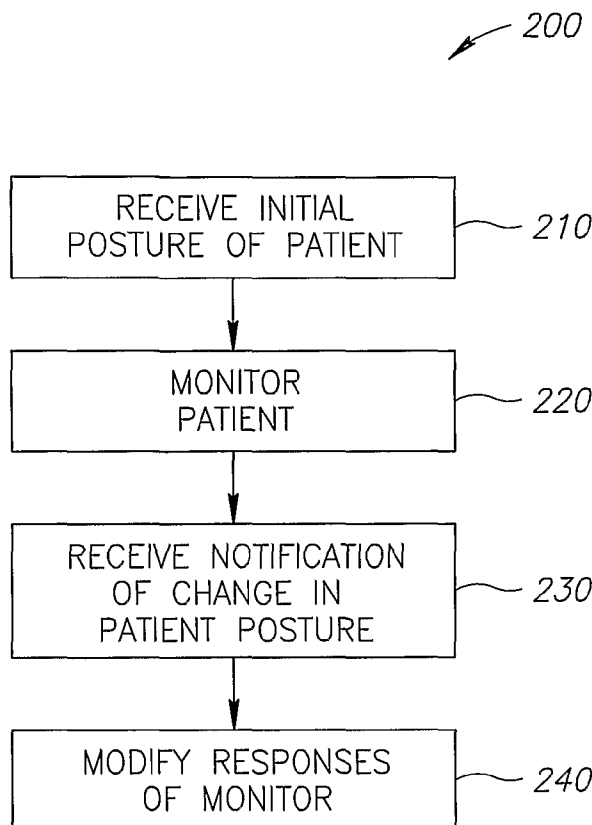 200
RECEIVE INITIAL
POSTURE OF PATIENT
210
MONITOR
PATIENT
220
RECEIVE NOTIFICATION
OF CHANGE IN
PATIENT POSTURE
230
MODIFY RESPONSES
OF MONITOR
240